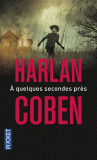 HARLAN
À quelques secondes près
COBEN
POCKET